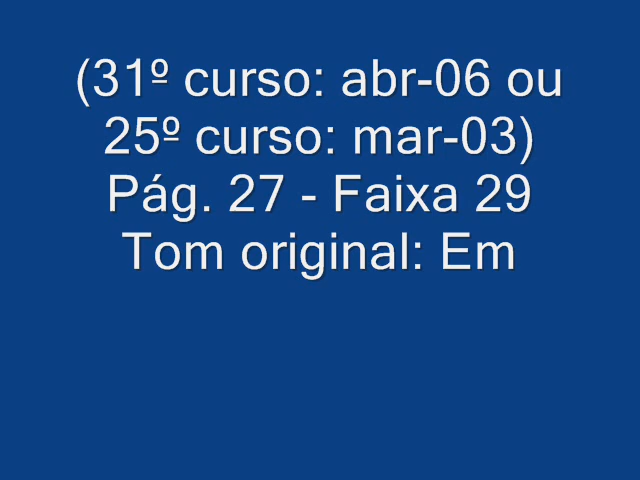 (31º curso: abr-06 ou
25º curso: mar-03)
Pág. 27 - Faixa 29
Tom original: Em